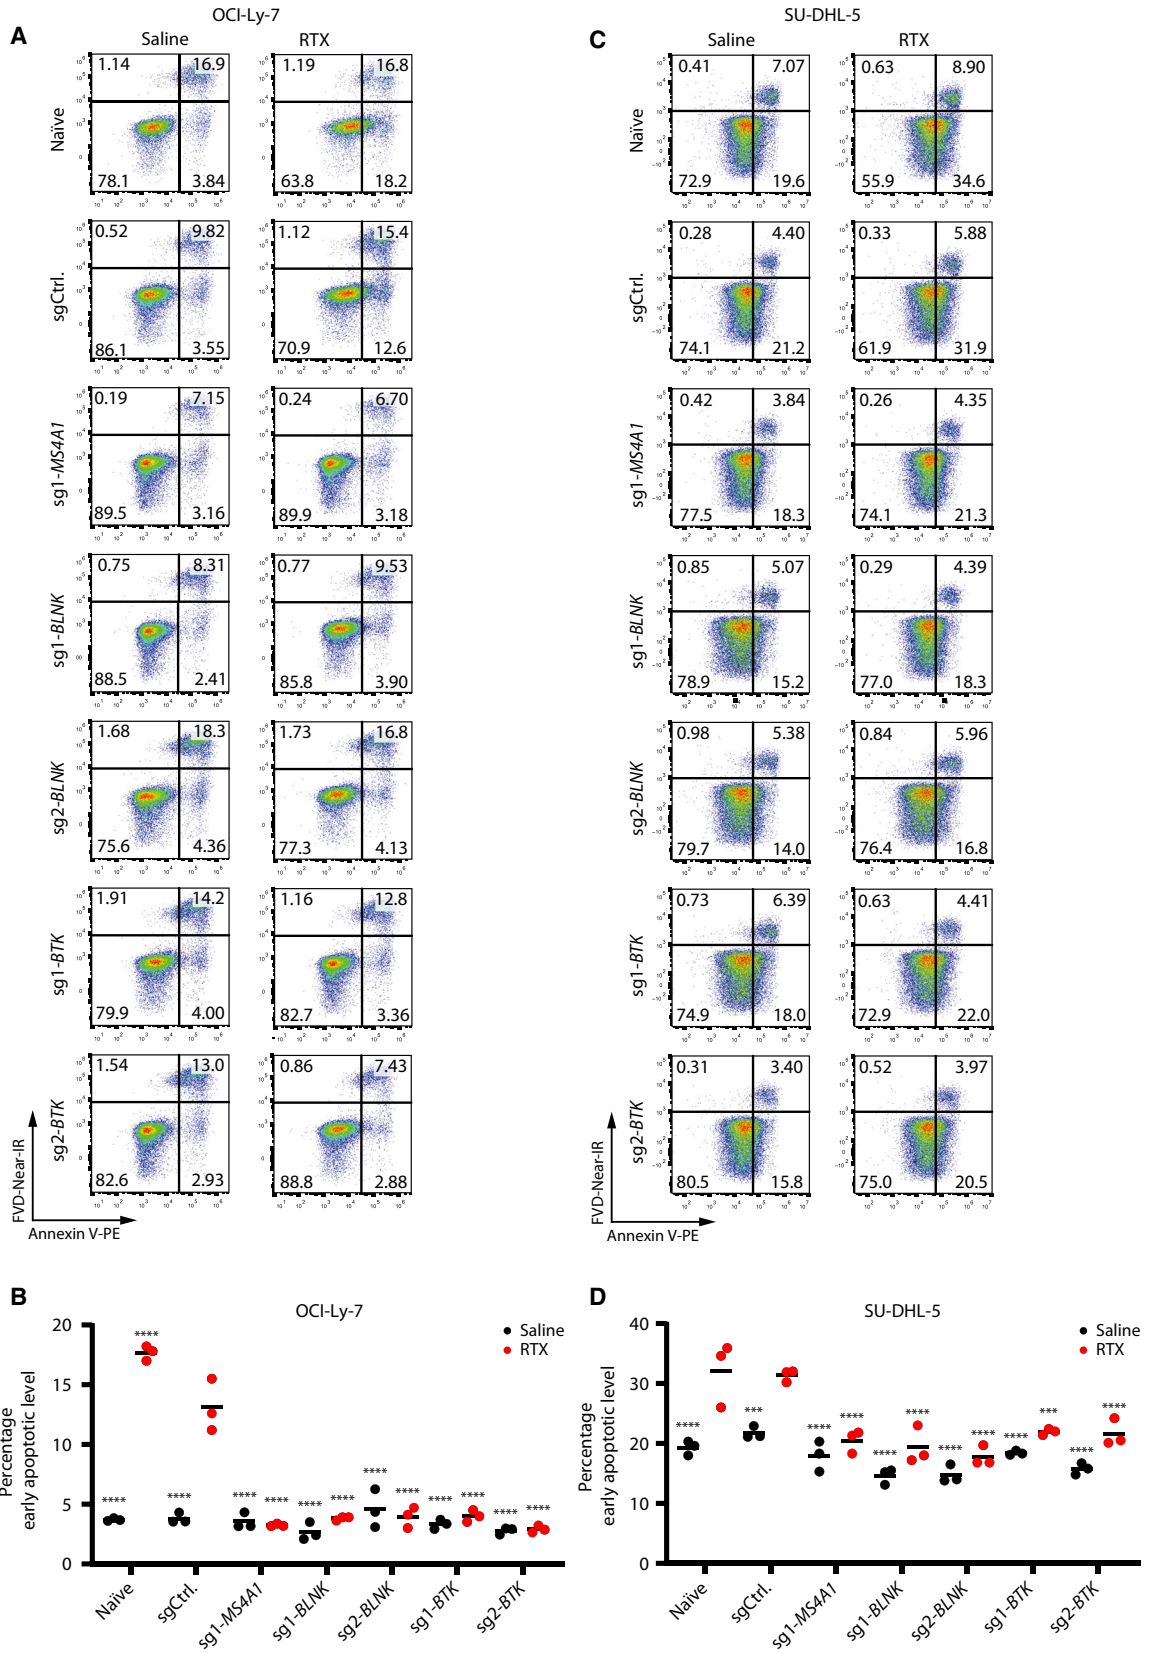 OCI-Ly-7
SU-DHL-5
A
C
Saline
RTX
Saline
RTX
Naïve
1.14
16.9
78.1
3.84
1.19
16.8
63.8
18.2
0.41
7.07
72.9
19.6
0.63
8.90
55.9
34.6
sgCtrl.
0.52
9.82
86.1
3.55
1.12
15.4
70.9
12.6
0.28
4.40
74.1
21.2
0.33
5.88
61.9
31.9
sg1-MS4A1
0.19
7.15
89.5
3.16
0.24
6.70
89.9
3.18
0.42
3.84
77.5
18.3
0.26
4.35
74.1
21.3
sg1-BLNK
0.75
8.31
88.5
2.41
0.77
9.53
85.8
3.90
0.85
5.07
78.9
15.2
0.29
4.39
77.0
18.3
sg2-BLNK
1.68
18.3
75.6
4.36
1.73
16.8
77.3
4.13
0.98
5.38
79.7
14.0
0.84
5.96
76.4
16.8
sg1-BTK
1.91
14.2
79.9
4.00
1.16
12.8
82.7
3.36
0.73
6.39
74.9
18.0
0.63
4.41
72.9
22.0
sg2-BTK
1.54
13.0
82.6
2.93
0.86
7.43
88.8
2.88
0.31
3.40
80.5
15.8
0.52
3.97
75.0
20.5
FVD-Near-IR
Annexin V-PE
FVD-Near-IR
Annexin V-PE
B
OCI-Ly-7
Saline
RTX
Percentage
early apoptotic level
20
15
10
5
0
Naïve
sgCtrl.
sg1-MS4A1
sg1-BLNK
sg2-BLNK
sg1-BTK
sg2-BTK
D
SU-DHL-5
Saline
RTX
Percentage
early apoptotic level
40
30
20
10
0
Naïve
sgCtrl.
sg1-MS4A1
sg1-BLNK
sg2-BLNK
sg1-BTK
sg2-BTK